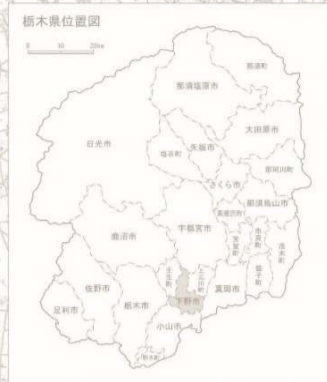 栃木県位置図
0 10 20km
那須町
那須塩原市
大田原市
日光市
矢板市
塩谷町
那珂川町
さくら市
那須烏山市
高根沢町
宇都宮市
鹿沼市
芳賀町
市貝町
茂木町
壬生町
上三川町
益子町
真岡市
下野市
佐野市
栃木市
足利市
小山市
野木町